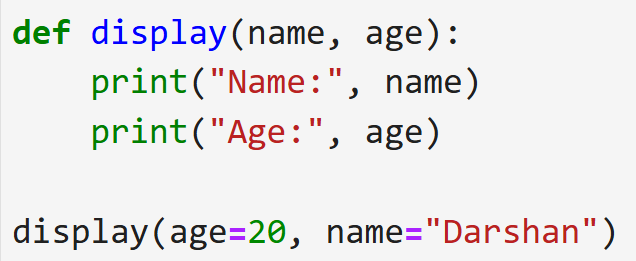 def display(name, age):
    print("Name:", name)
    print("Age:", age)

display(age=20, name="Darshan")